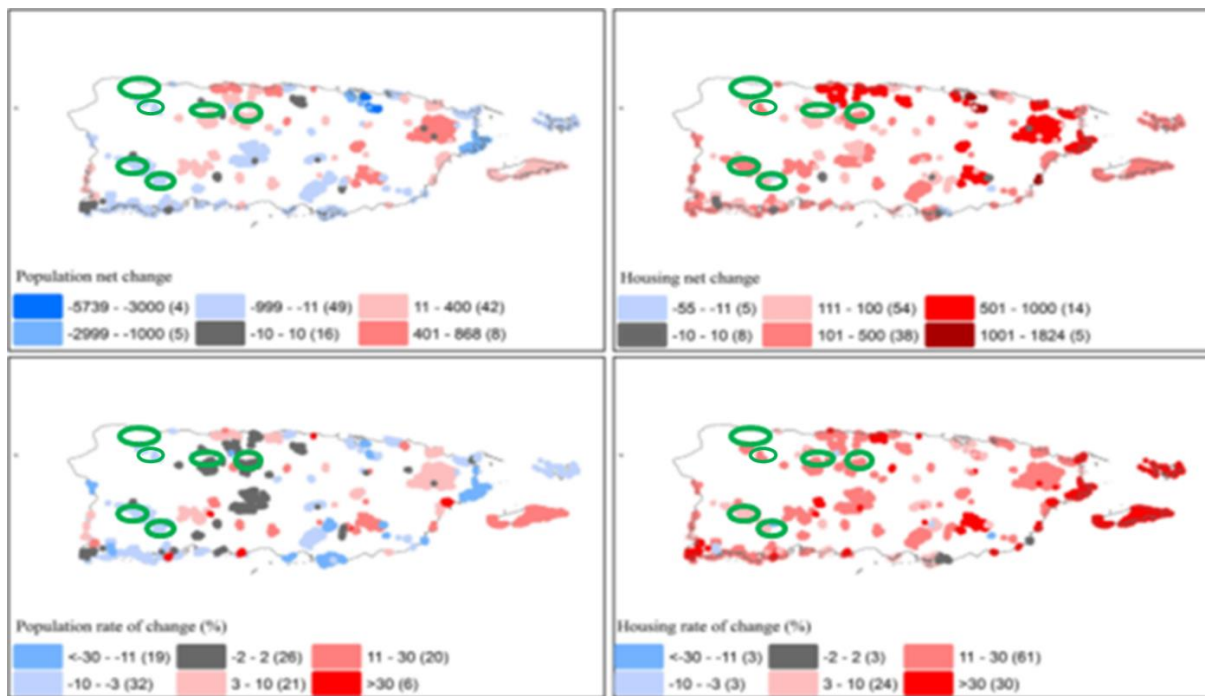 Population net change
-5739 - -3000 (4) -999 - -11 (49) 11 - 400 (42)
-2999 - -1000 (5) -10 - 10 (16) 401 - 868 (8)
Housing net change
-55 - -11 (5) 111 - 100 (54) 501 - 1000 (14)
-10 - 10 (8) 101 - 500 (38) 1001 - 1824 (5)
Population rate of change (%)
<-30 - -11 (19) -2 - 2 (26) 11 - 30 (20)
-10 - -3 (32) 3 - 10 (21) >30 (6)
Housing rate of change (%)
<-30 - -11 (3) -2 - 2 (3) 11 - 30 (61)
-10 - -3 (3) 3 - 10 (24) >30 (30)